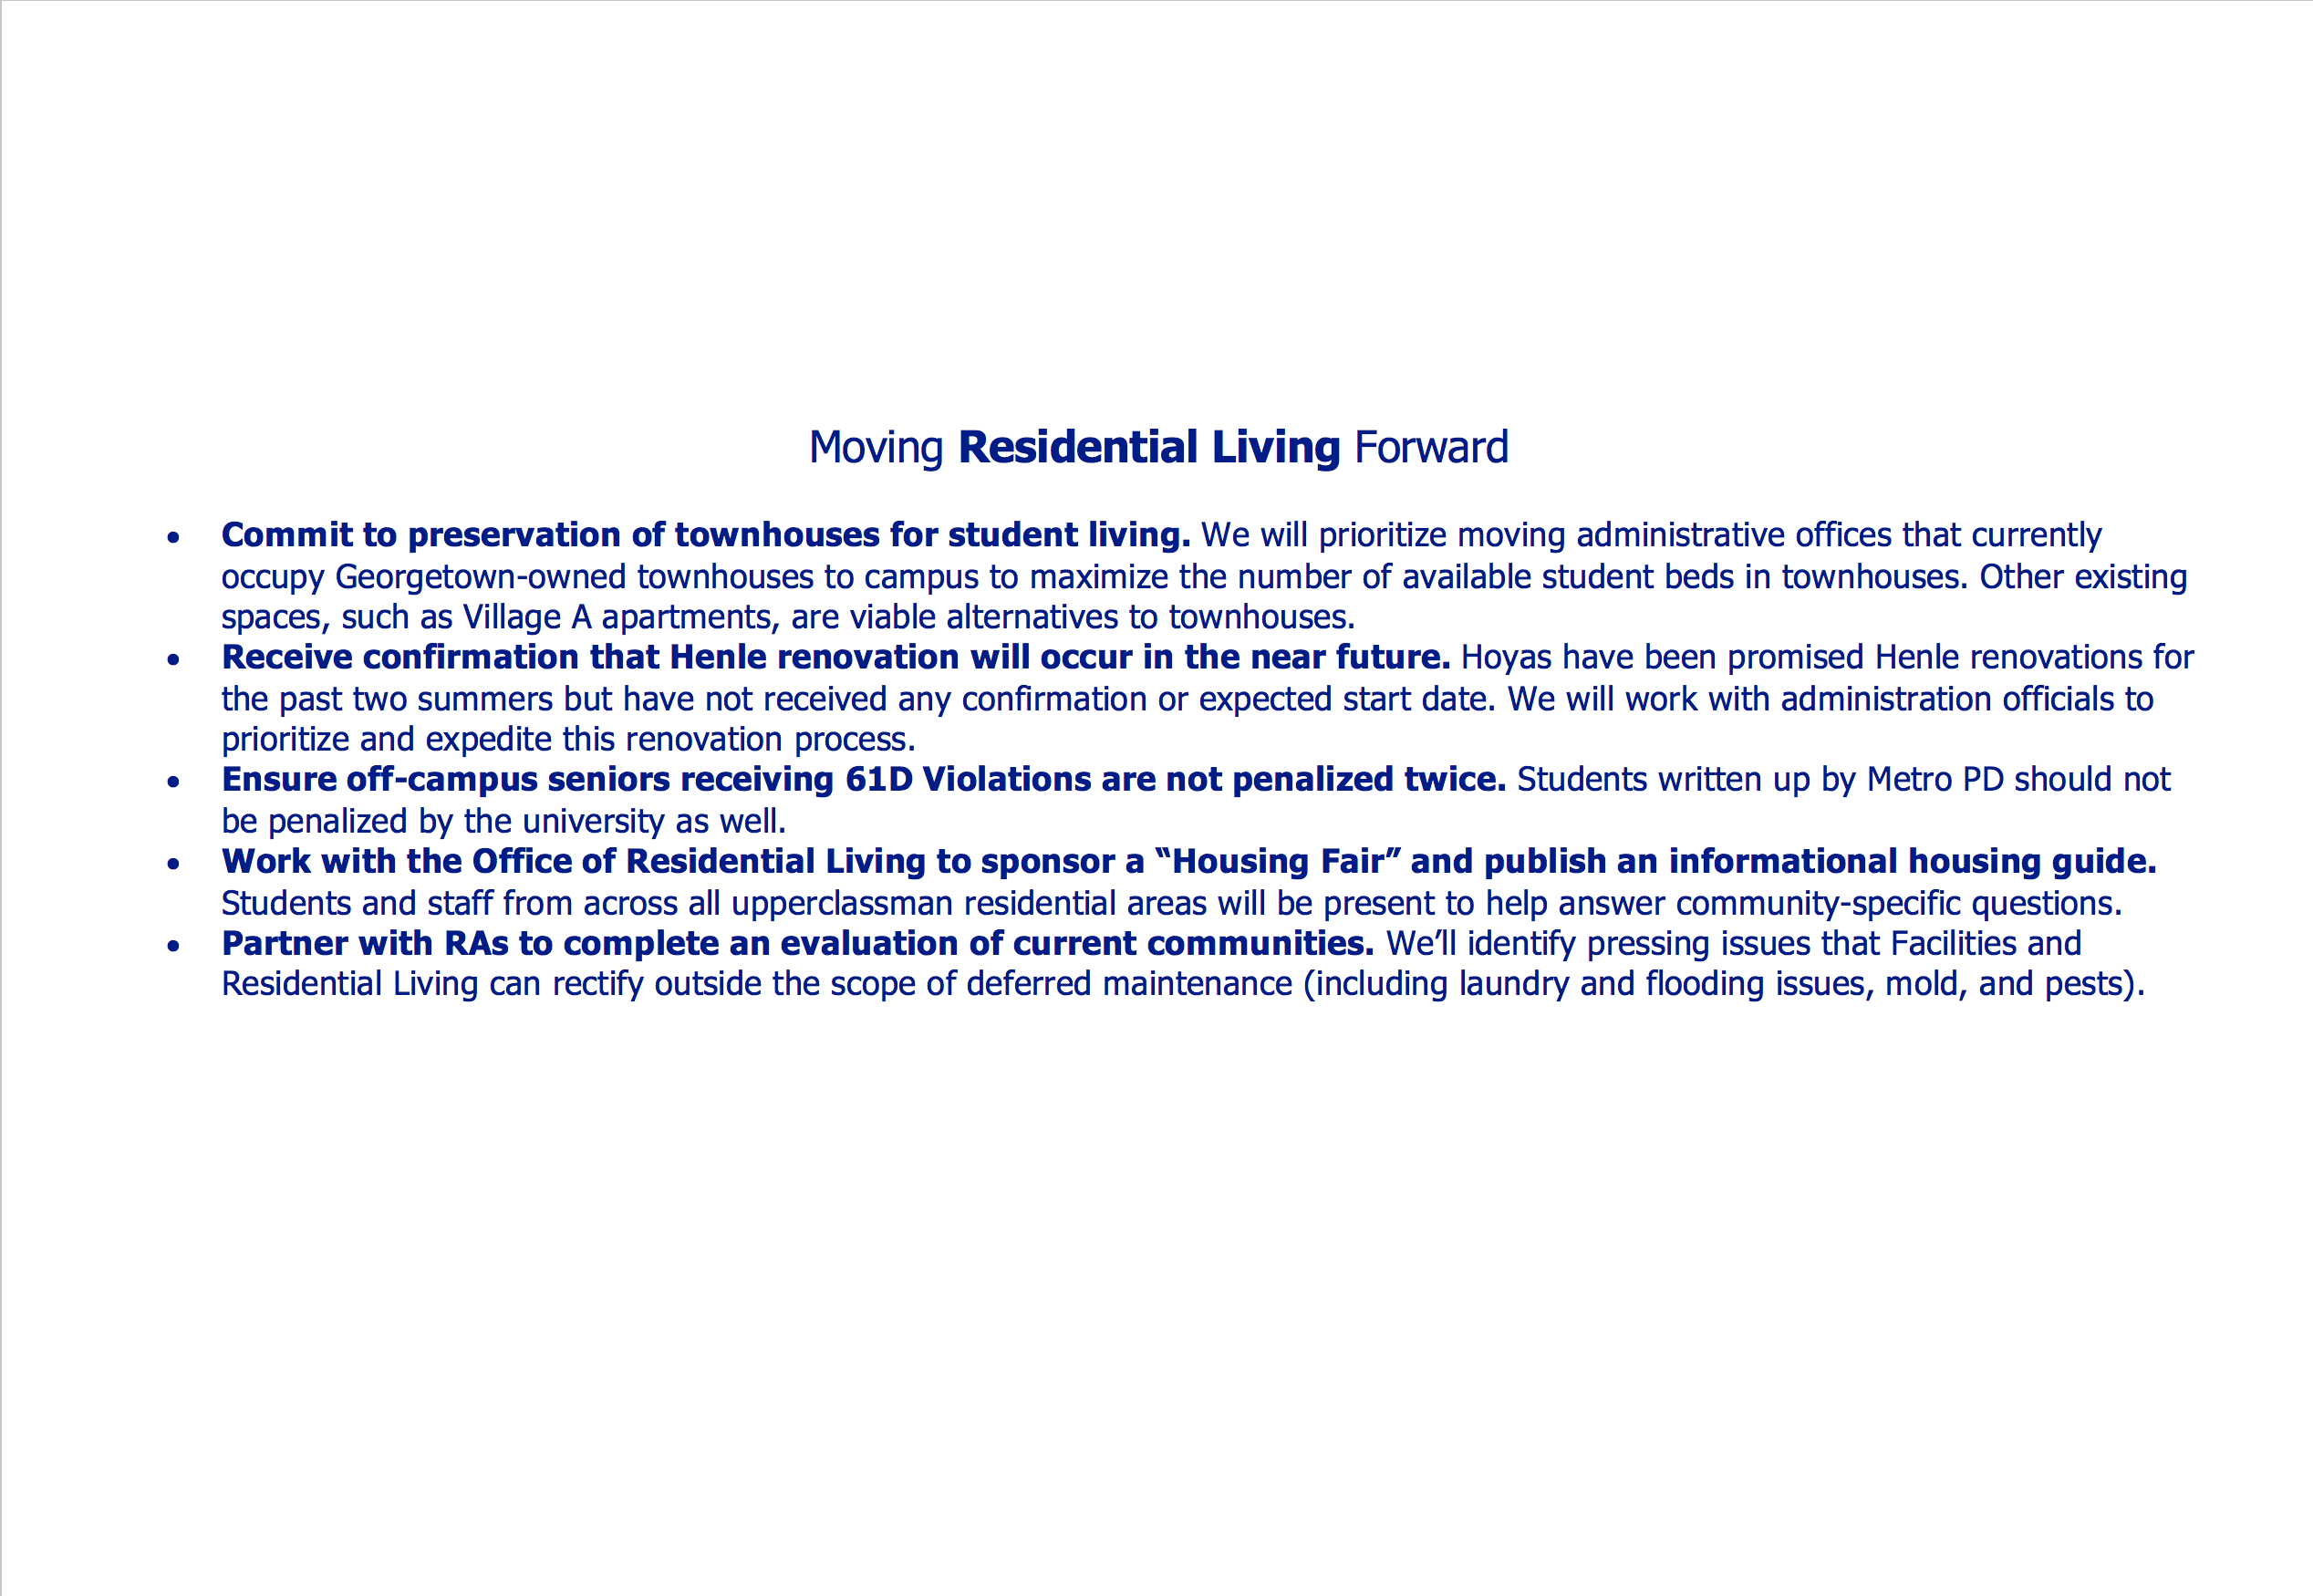 Moving Residential Living Forward
• Commit to preservation of townhouses for student living. We will prioritize moving administrative offices that currently
occupy Georgetown-owned townhouses to campus to maximize the number of available student beds in townhouses. Other existing
spaces, such as Village A apartments, are viable alternatives to townhouses.
• Receive confirmation that Henle renovation will occur in the near future. Hoyas have been promised Henle renovations for
the past two summers but have not received any confirmation or expected start date. We will work with administration officials to
prioritize and expedite this renovation process.
• Ensure off-campus seniors receiving 61D Violations are not penalized twice. Students written up by Metro PD should not
be penalized by the university as well.
• Work with the Office of Residential Living to sponsor a “Housing Fair” and publish an informational housing guide.
Students and staff from across all upperclassman residential areas will be present to help answer community-specific questions.
• Partner with RAs to complete an evaluation of current communities. We’ll identify pressing issues that Facilities and
Residential Living can rectify outside the scope of deferred maintenance (including laundry and flooding issues, mold, and pests).